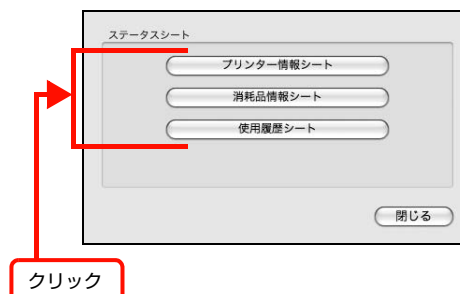 ステータスシート
プリンター情報シート
消耗品情報シート
使用履歴シート
閉じる
クリック